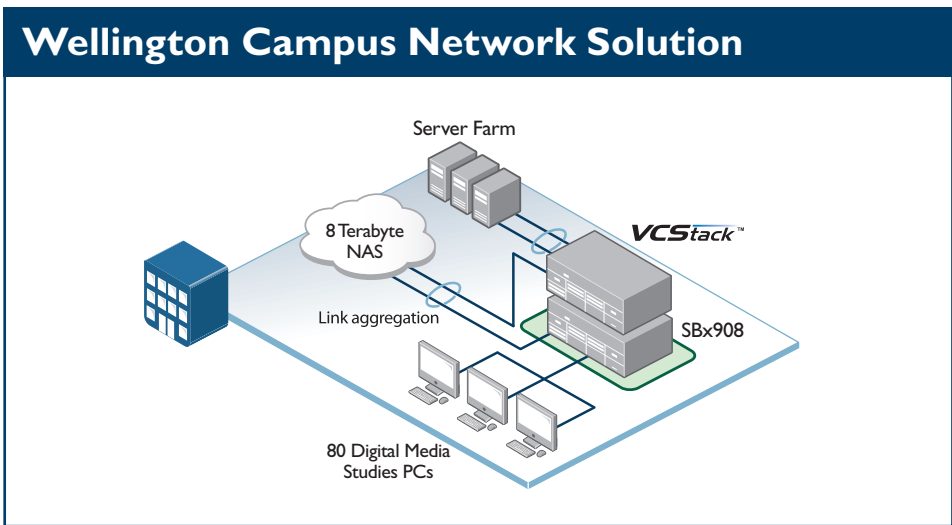 Wellington Campus Network Solution
Server Farm
8 Terabyte
NAS
VCStack™
Link aggregation
SBx908
80 Digital Media
Studies PCs